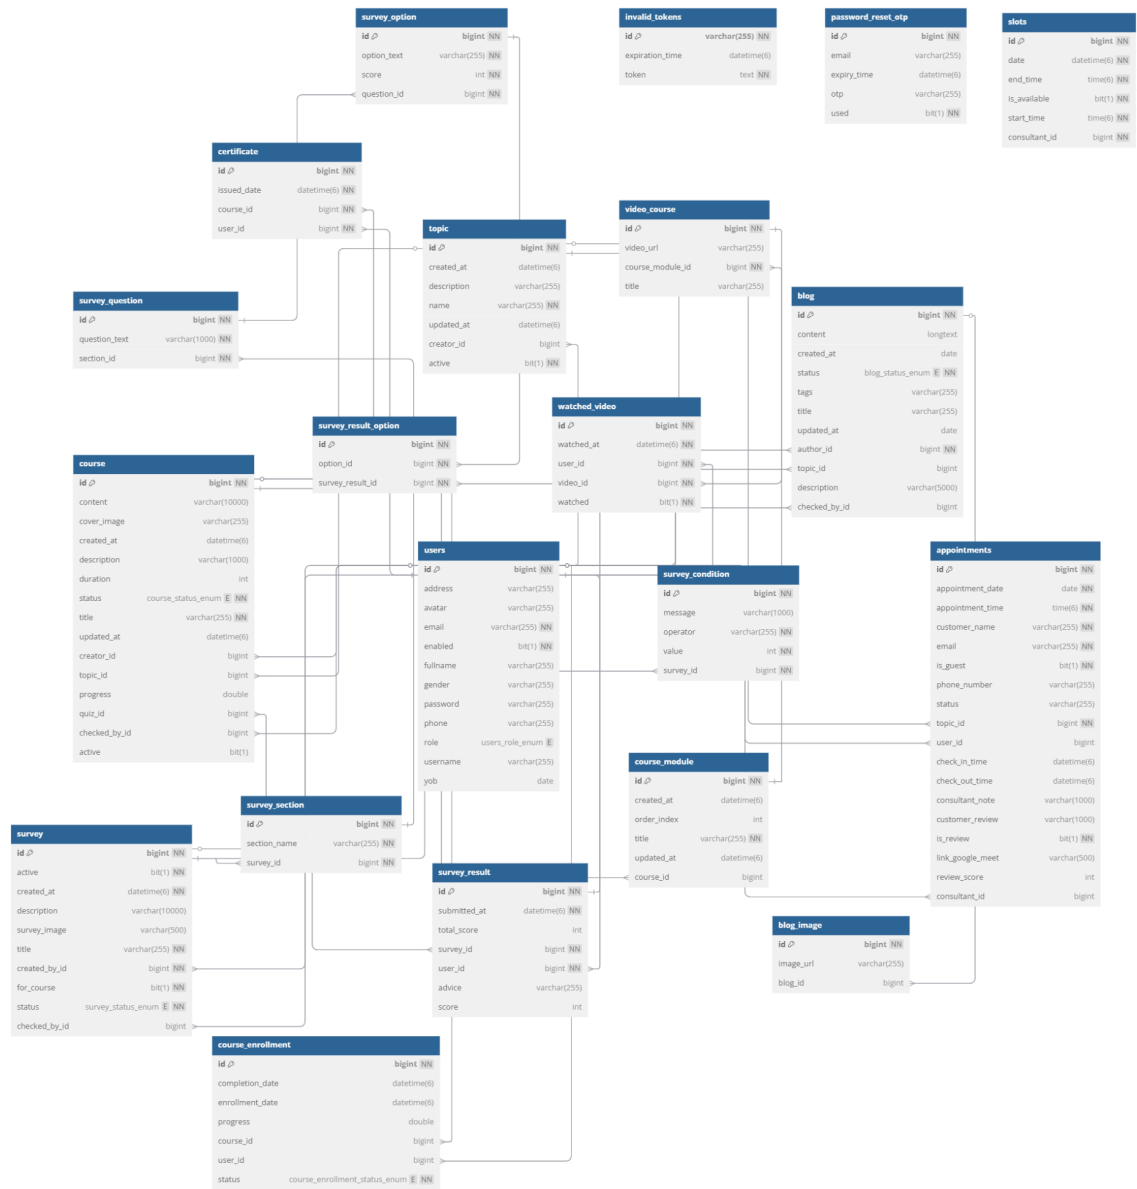 survey_option
id bigint NN
option_text varchar(255) NN
score int NN
question_id bigint NN
invalid_tokens
id varchar(255) NN
expiration_time datetime(6)
token text NN
password_reset_otp
id bigint NN
email varchar(255)
expiry_time datetime(6)
otp varchar(255)
used bit(1) NN
slots
id bigint NN
date datetime(6) NN
end_time time(6) NN
is_available bit(1) NN
start_time time(6) NN
consultant_id bigint NN
certificate
id bigint NN
issued_date datetime(6) NN
course_id bigint NN
user_id bigint NN
topic
id bigint NN
created_at datetime(6)
description varchar(255)
name varchar(255) NN
updated_at datetime(6)
creator_id bigint
active bit(1) NN
video_course
id bigint NN
video_url varchar(255)
course_module_id bigint NN
title varchar(255)
survey_question
id bigint NN
question_text varchar(1000) NN
section_id bigint NN
blog
id bigint NN
content longtext
created_at date
status blog_status_enum E NN
tags varchar(255)
title varchar(255)
updated_at date
author_id bigint NN
topic_id bigint
description varchar(5000)
checked_by_id bigint
watched_video
id bigint NN
watched_at datetime(6) NN
user_id bigint NN
video_id bigint NN
watched bit(1) NN
survey_result_option
id bigint NN
option_id bigint NN
survey_result_id bigint NN
course
id bigint NN
content varchar(10000)
cover_image varchar(255)
created_at datetime(6)
description varchar(1000)
duration int
status course_status_enum E NN
title varchar(255) NN
updated_at datetime(6)
creator_id bigint
topic_id bigint
progress double
quiz_id bigint
checked_by_id bigint
active bit(1)
users
id bigint NN
address varchar(255)
avatar varchar(255)
email varchar(255) NN
enabled bit(1) NN
fullname varchar(255)
gender varchar(255)
password varchar(255)
phone varchar(255)
role users_role_enum E
username varchar(255)
yob date
survey_condition
id bigint NN
message varchar(1000)
operator varchar(255) NN
value int NN
survey_id bigint NN
appointments
id bigint NN
appointment_date date NN
appointment_time time(6) NN
customer_name varchar(255) NN
email varchar(255) NN
is_guest bit(1) NN
phone_number varchar(255)
status varchar(255)
topic_id bigint NN
user_id bigint
check_in_time datetime(6)
check_out_time datetime(6)
consultant_note varchar(1000)
customer_review varchar(1000)
is_review bit(1) NN
link_google_meet varchar(500)
review_score int
consultant_id bigint
course_module
id bigint NN
created_at datetime(6)
order_index int
title varchar(255) NN
updated_at datetime(6)
course_id bigint
survey_section
id bigint NN
section_name varchar(255) NN
survey_id bigint NN
survey
id bigint NN
active bit(1) NN
created_at datetime(6) NN
description varchar(10000)
survey_image varchar(500)
title varchar(255) NN
created_by_id bigint NN
for_course bit(1) NN
status survey_status_enum E NN
checked_by_id bigint
survey_result
id bigint NN
submitted_at datetime(6) NN
total_score int
survey_id bigint NN
user_id bigint NN
advice varchar(255)
score int
blog_image
id bigint NN
image_url varchar(255)
blog_id bigint
course_enrollment
id bigint NN
completion_date datetime(6)
enrollment_date datetime(6)
progress double
course_id bigint
user_id bigint
status course_enrollment_status_enum E NN